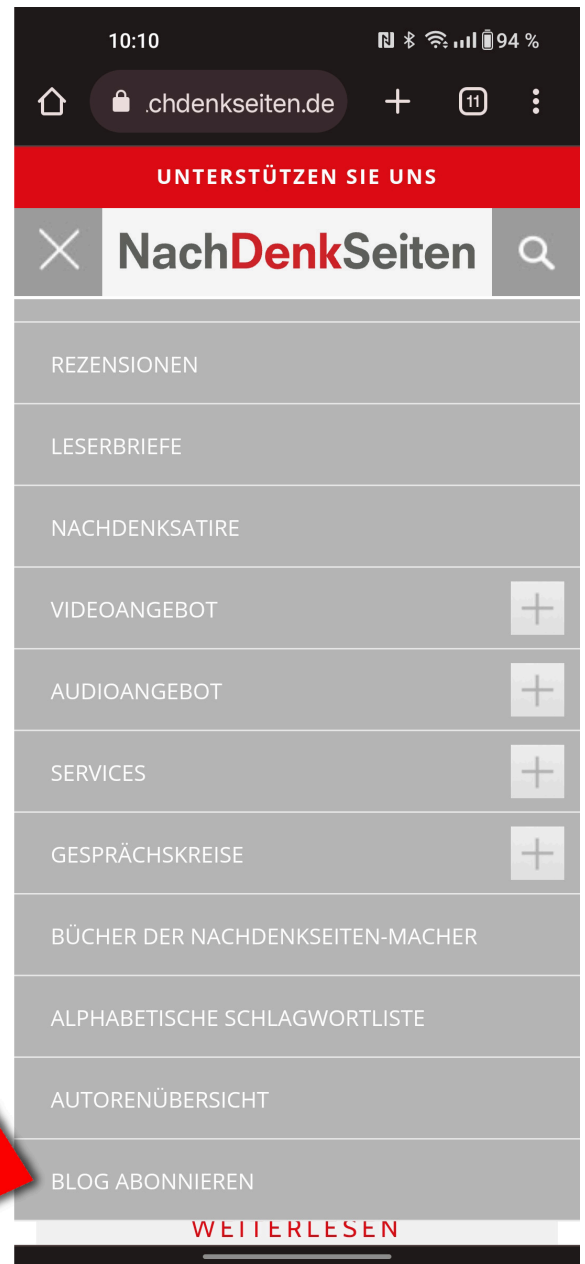 10:10 94 %
.chdenkseiten.de 11
UNTERSTÜTZEN SIE UNS
NachDenkSeiten
REZENSIONEN
LESERBRIEFE
NACHDENKSATIRE
VIDEOANGEBOT
AUDIOANGEBOT
SERVICES
GESPRÄCHSKREISE
BÜCHER DER NACHDENKSEITEN-MACHER
ALPHABETISCHE SCHLAGWORTLISTE
AUTORENÜBERSICHT
BLOG ABONNIEREN
WEITERLESEN